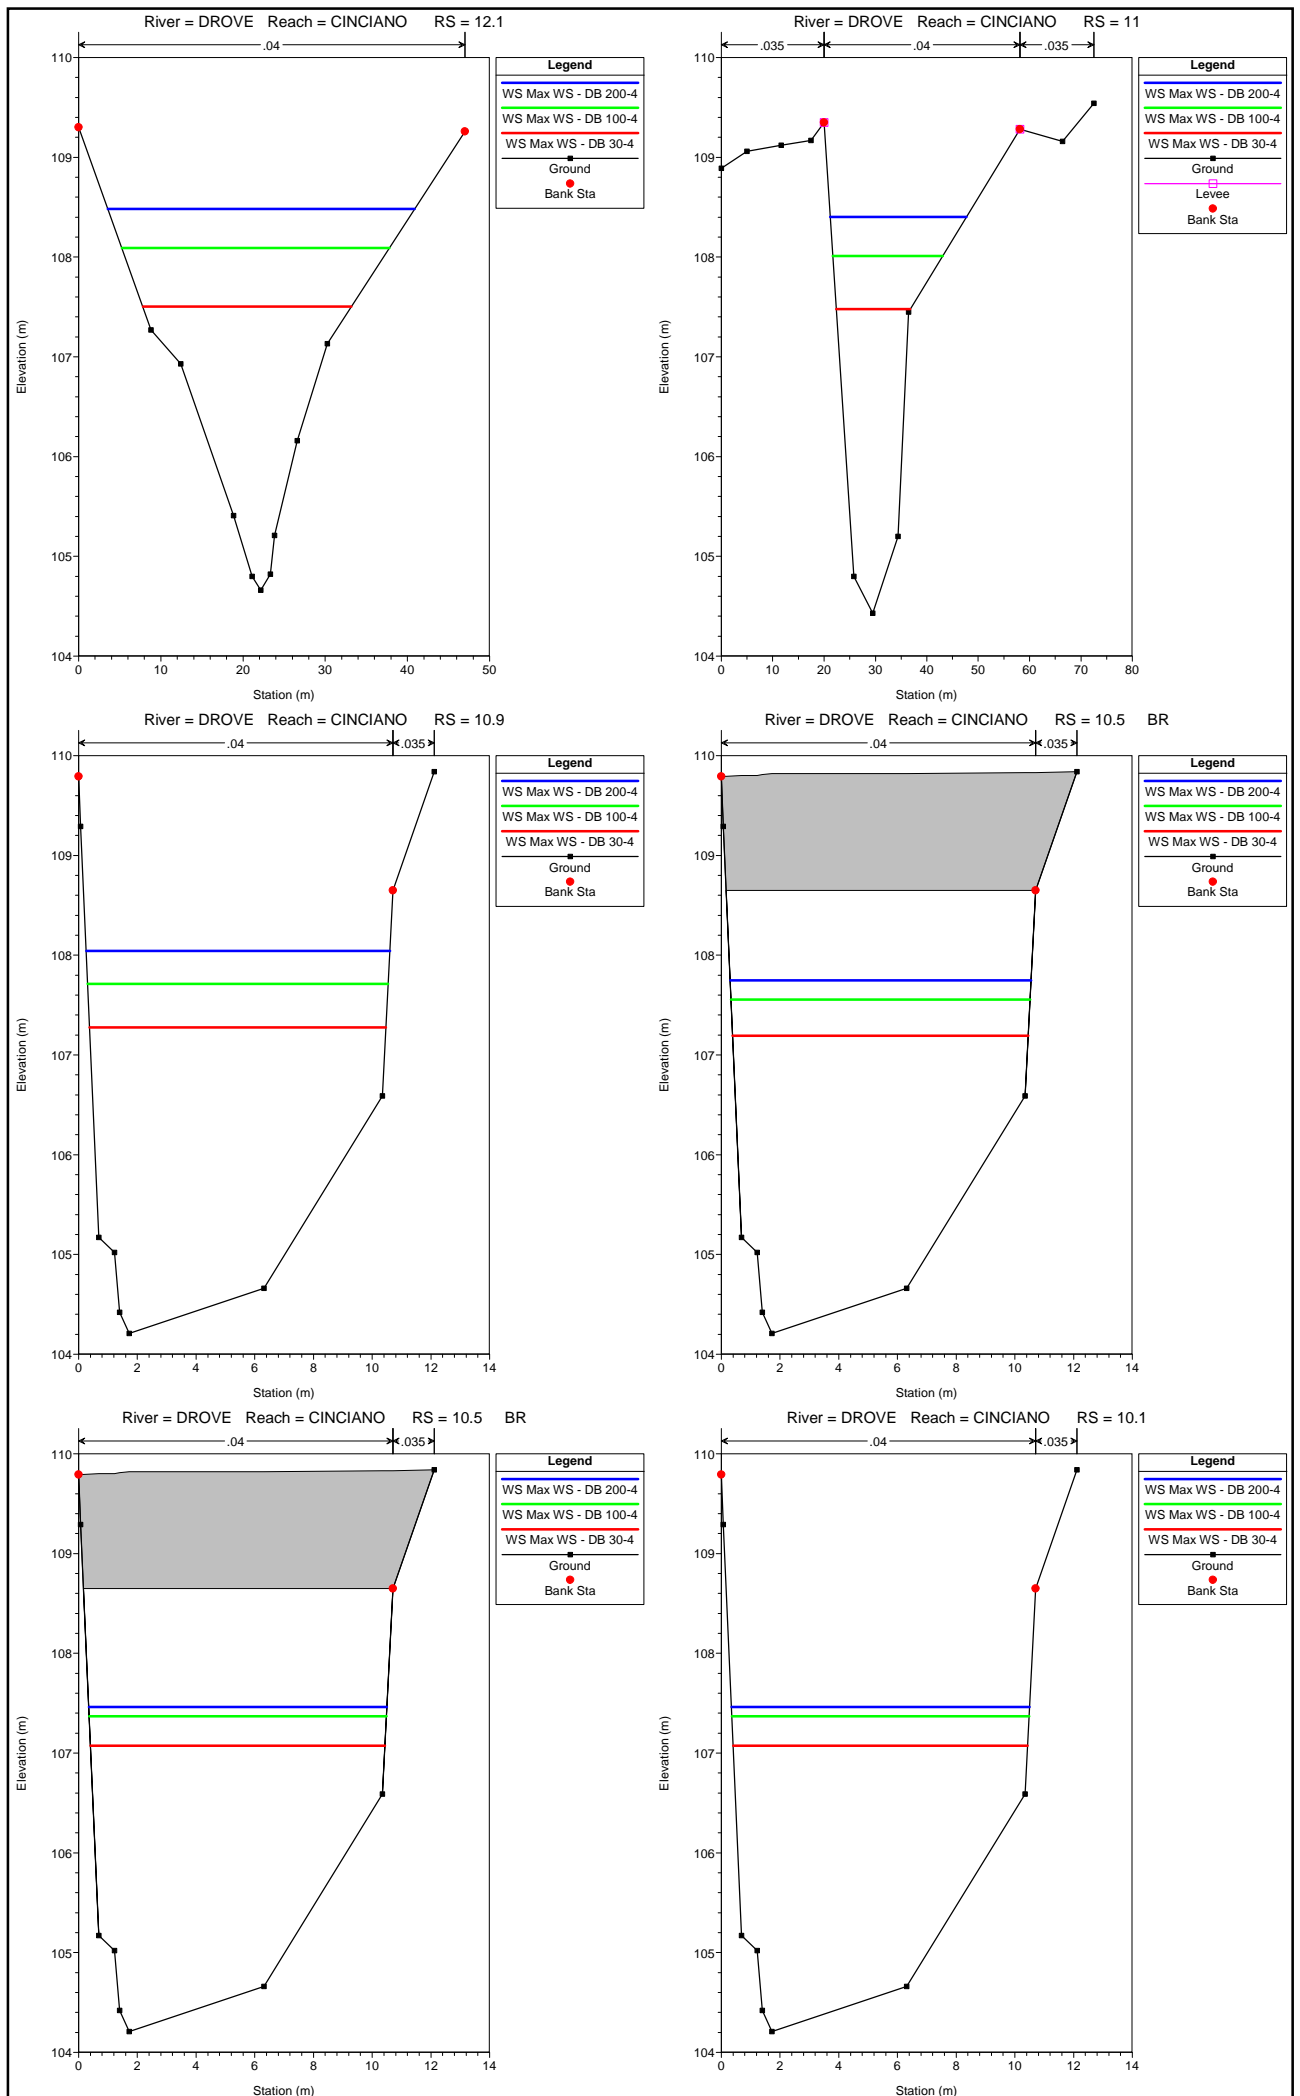 River = DROVE Reach = CINCIANO RS = 12.1
.04
110
109
108
107
106
105
104
0 10 20 30 40 50
Elevation (m)
Station (m)
Legend
WS Max WS - DB 200-4
WS Max WS - DB 100-4
WS Max WS - DB 30-4
Ground
Bank Sta
River = DROVE Reach = CINCIANO RS = 11
.035 .04 .035
110
109
108
107
106
105
104
0 10 20 30 40 50 60 70 80
Elevation (m)
Station (m)
Legend
WS Max WS - DB 200-4
WS Max WS - DB 100-4
WS Max WS - DB 30-4
Ground
Levee
Bank Sta
River = DROVE Reach = CINCIANO RS = 10.9
.04 .035
110
109
108
107
106
105
104
0 2 4 6 8 10 12 14
Elevation (m)
Station (m)
Legend
WS Max WS - DB 200-4
WS Max WS - DB 100-4
WS Max WS - DB 30-4
Ground
Bank Sta
River = DROVE Reach = CINCIANO RS = 10.5 BR
.04 .035
110
109
108
107
106
105
104
0 2 4 6 8 10 12 14
Elevation (m)
Station (m)
Legend
WS Max WS - DB 200-4
WS Max WS - DB 100-4
WS Max WS - DB 30-4
Ground
Bank Sta
River = DROVE Reach = CINCIANO RS = 10.5 BR
.04 .035
110
109
108
107
106
105
104
0 2 4 6 8 10 12 14
Elevation (m)
Station (m)
Legend
WS Max WS - DB 200-4
WS Max WS - DB 100-4
WS Max WS - DB 30-4
Ground
Bank Sta
River = DROVE Reach = CINCIANO RS = 10.1
.04 .035
110
109
108
107
106
105
104
0 2 4 6 8 10 12 14
Elevation (m)
Station (m)
Legend
WS Max WS - DB 200-4
WS Max WS - DB 100-4
WS Max WS - DB 30-4
Ground
Bank Sta